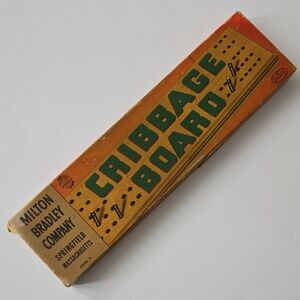 CRIBBAGE
BOARD
MILTON
BRADLEY
COMPANY
SPRINGFIELD
MASSACHUSETTS